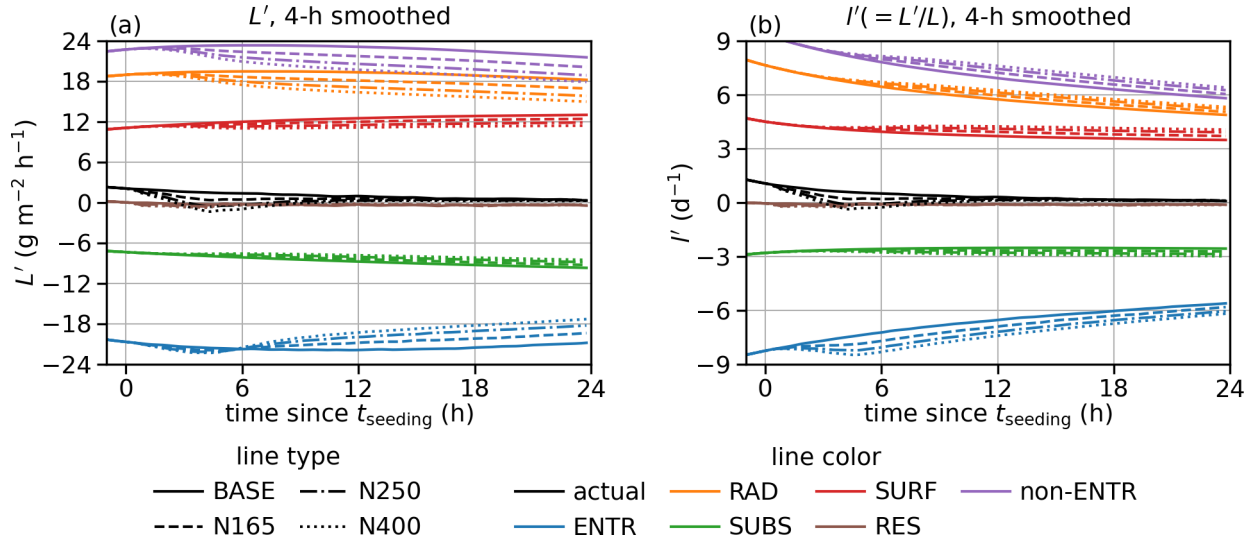 L′, 4-h smoothed
(a)
24
18
12
6
0
−6
−12
−18
−24
L′ (g m⁻² h⁻¹)
0 6 12 18 24
time since t_seeding (h)
l′( = L′/L), 4-h smoothed
(b)
9
6
3
0
−3
−6
−9
l′ (d⁻¹)
0 6 12 18 24
time since t_seeding (h)
line type
BASE N250
N165 N400
line color
actual RAD SURF non-ENTR
ENTR SUBS RES